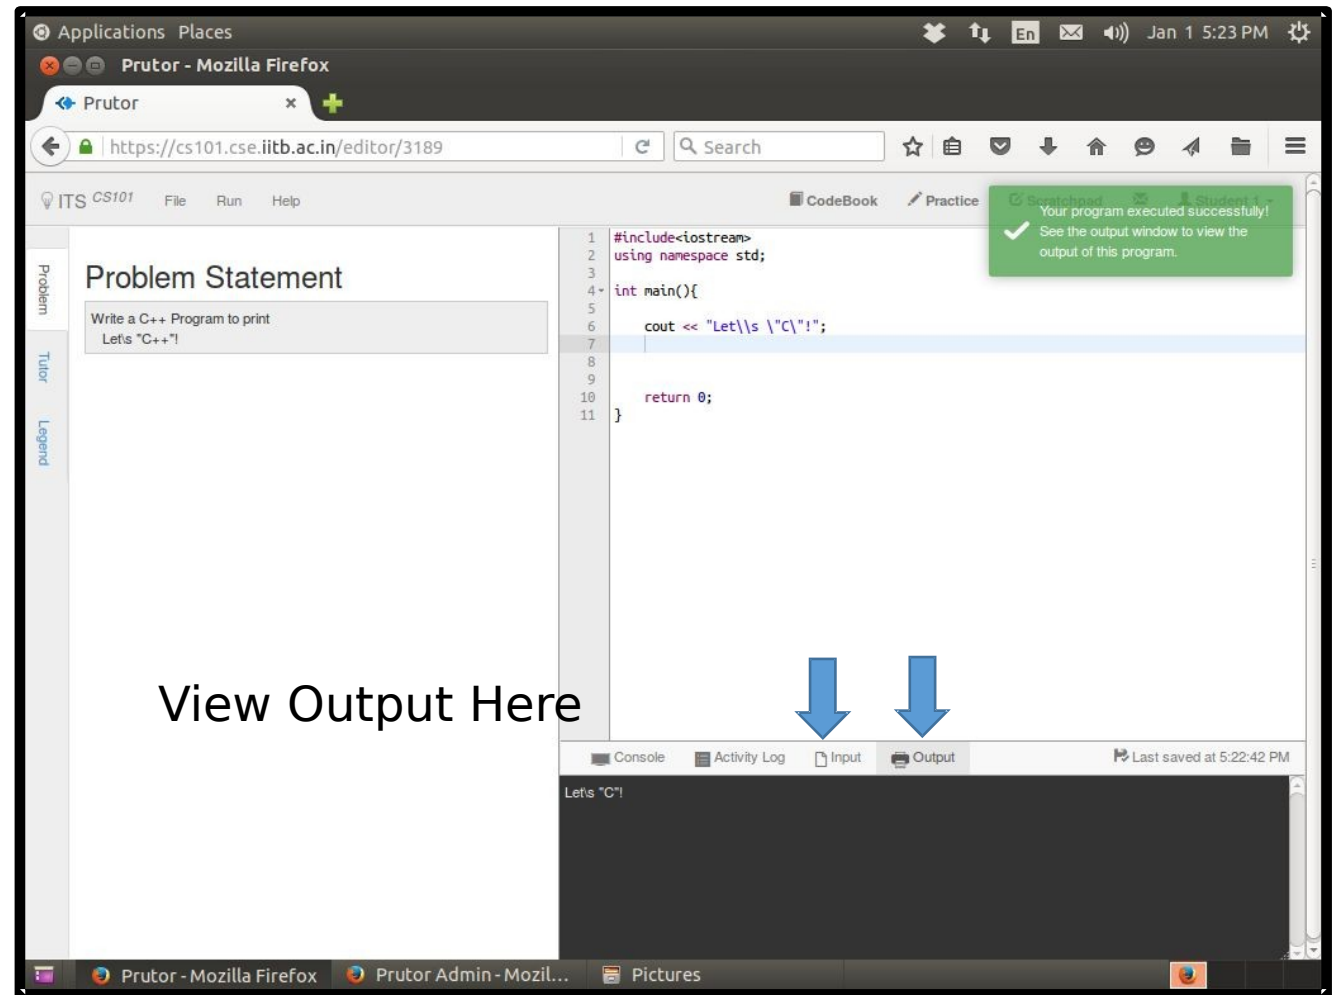 Applications Places
En
Jan 1 5:23 PM
Prutor - Mozilla Firefox
Prutor
https://cs101.cse.iitb.ac.in/editor/3189
Search
ITS CS101 File Run Help
CodeBook Practice Scratchpad Student 1
Your program executed successfully!
See the output window to view the
output of this program.
Problem
Tutor
Legend
Problem Statement
Write a C++ Program to print
Let\s "C++"!
1 #include<iostream>
2 using namespace std;
3
4 int main(){
5
6 cout << "Let\\s \"C\"!";
7
8
9
10 return 0;
11 }
View Output Here
Console Activity Log Input Output Last saved at 5:22:42 PM
Let\s "C"!
Prutor - Mozilla Firefox Prutor Admin - Mozil... Pictures